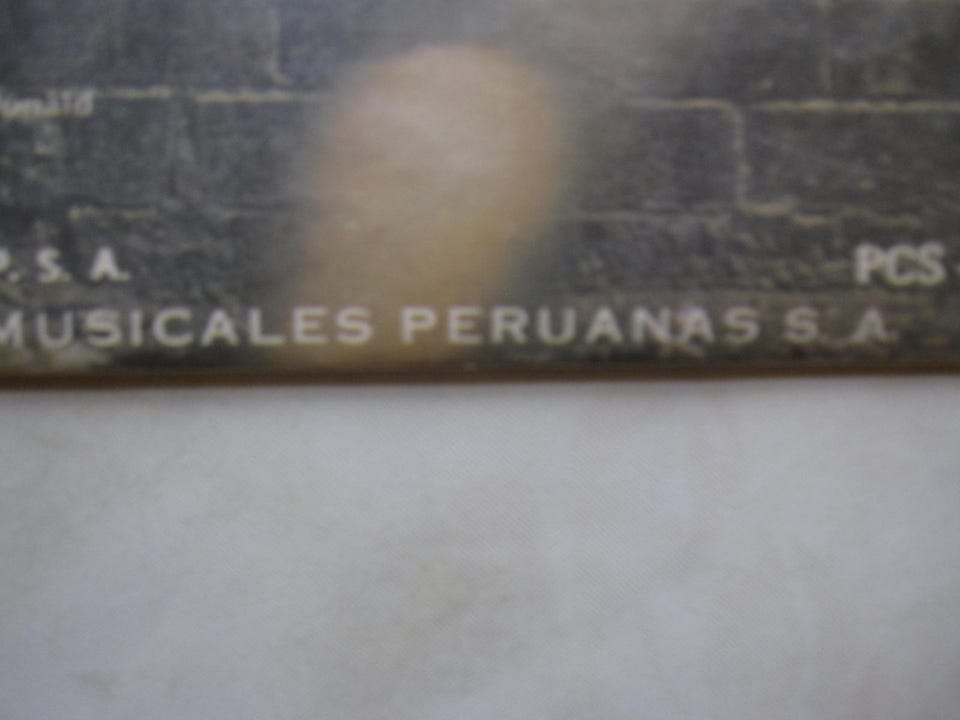 P. S. A.
PCS
MUSICALES PERUANAS S. A.